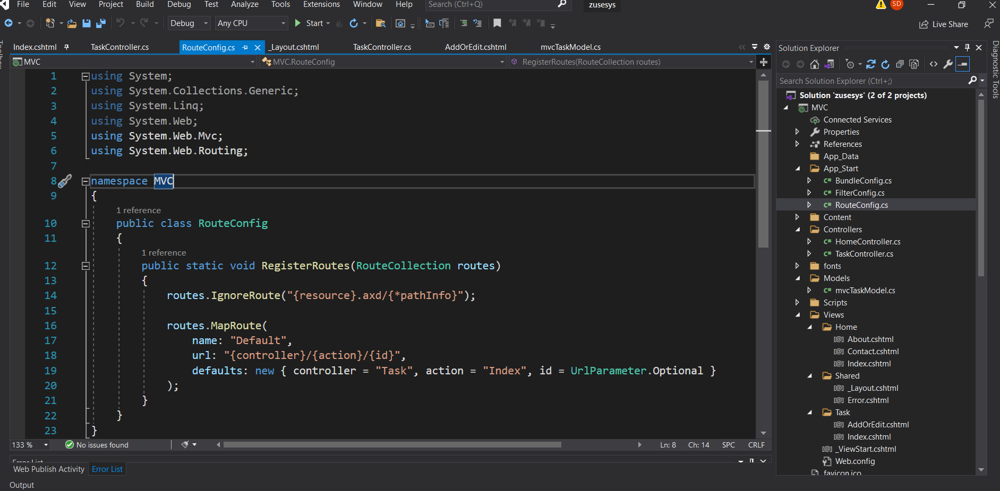 File Edit View Project Build Debug Test Analyze Tools Extensions Window Help Search (Ctrl+Q) zusesys SD
Debug Any CPU Start Live Share
Index.cshtml TaskController.cs RouteConfig.cs _Layout.cshtml TaskController.cs AddOrEdit.cshtml mvcTaskModel.cs
MVC MVC.RouteConfig RegisterRoutes(RouteCollection routes)
1 using System;
2 using System.Collections.Generic;
3 using System.Linq;
4 using System.Web;
5 using System.Web.Mvc;
6 using System.Web.Routing;
7
8 namespace MVC
9 {
1 reference
10 public class RouteConfig
11 {
1 reference
12 public static void RegisterRoutes(RouteCollection routes)
13 {
14 routes.IgnoreRoute("{resource}.axd/{*pathInfo}");
15
16 routes.MapRoute(
17 name: "Default",
18 url: "{controller}/{action}/{id}",
19 defaults: new { controller = "Task", action = "Index", id = UrlParameter.Optional }
20 );
21 }
22 }
23 }
133 % No issues found Ln: 8 Ch: 14 SPC CRLF
Error List
Web Publish Activity Error List
Output
Solution Explorer
Search Solution Explorer (Ctrl+;)
Solution 'zusesys' (2 of 2 projects)
MVC
Connected Services
Properties
References
App_Data
App_Start
C# BundleConfig.cs
C# FilterConfig.cs
C# RouteConfig.cs
Content
Controllers
C# HomeController.cs
C# TaskController.cs
fonts
Models
C# mvcTaskModel.cs
Scripts
Views
Home
[@] About.cshtml
[@] Contact.cshtml
[@] Index.cshtml
Shared
[@] _Layout.cshtml
[@] Error.cshtml
Task
[@] AddOrEdit.cshtml
[@] Index.cshtml
[@] _ViewStart.cshtml
Web.config
favicon.ico
Diagnostic Tools